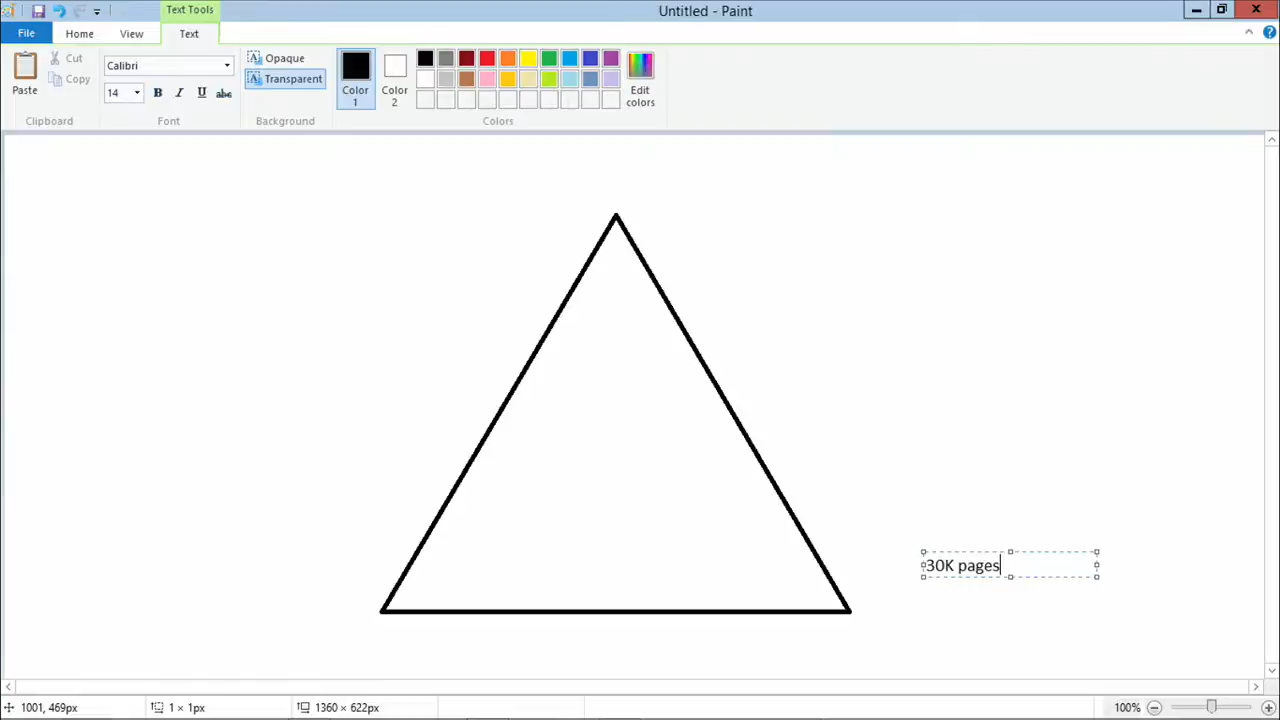 Text Tools
Untitled - Paint
File
Home
View
Text
Paste
Cut
Copy
Clipboard
Calibri
14
B I U abc
Font
Opaque
Transparent
Background
Color 1
Color 2
Edit colors
Colors
30K pages
1001, 469px
1 × 1px
1360 × 622px
100%